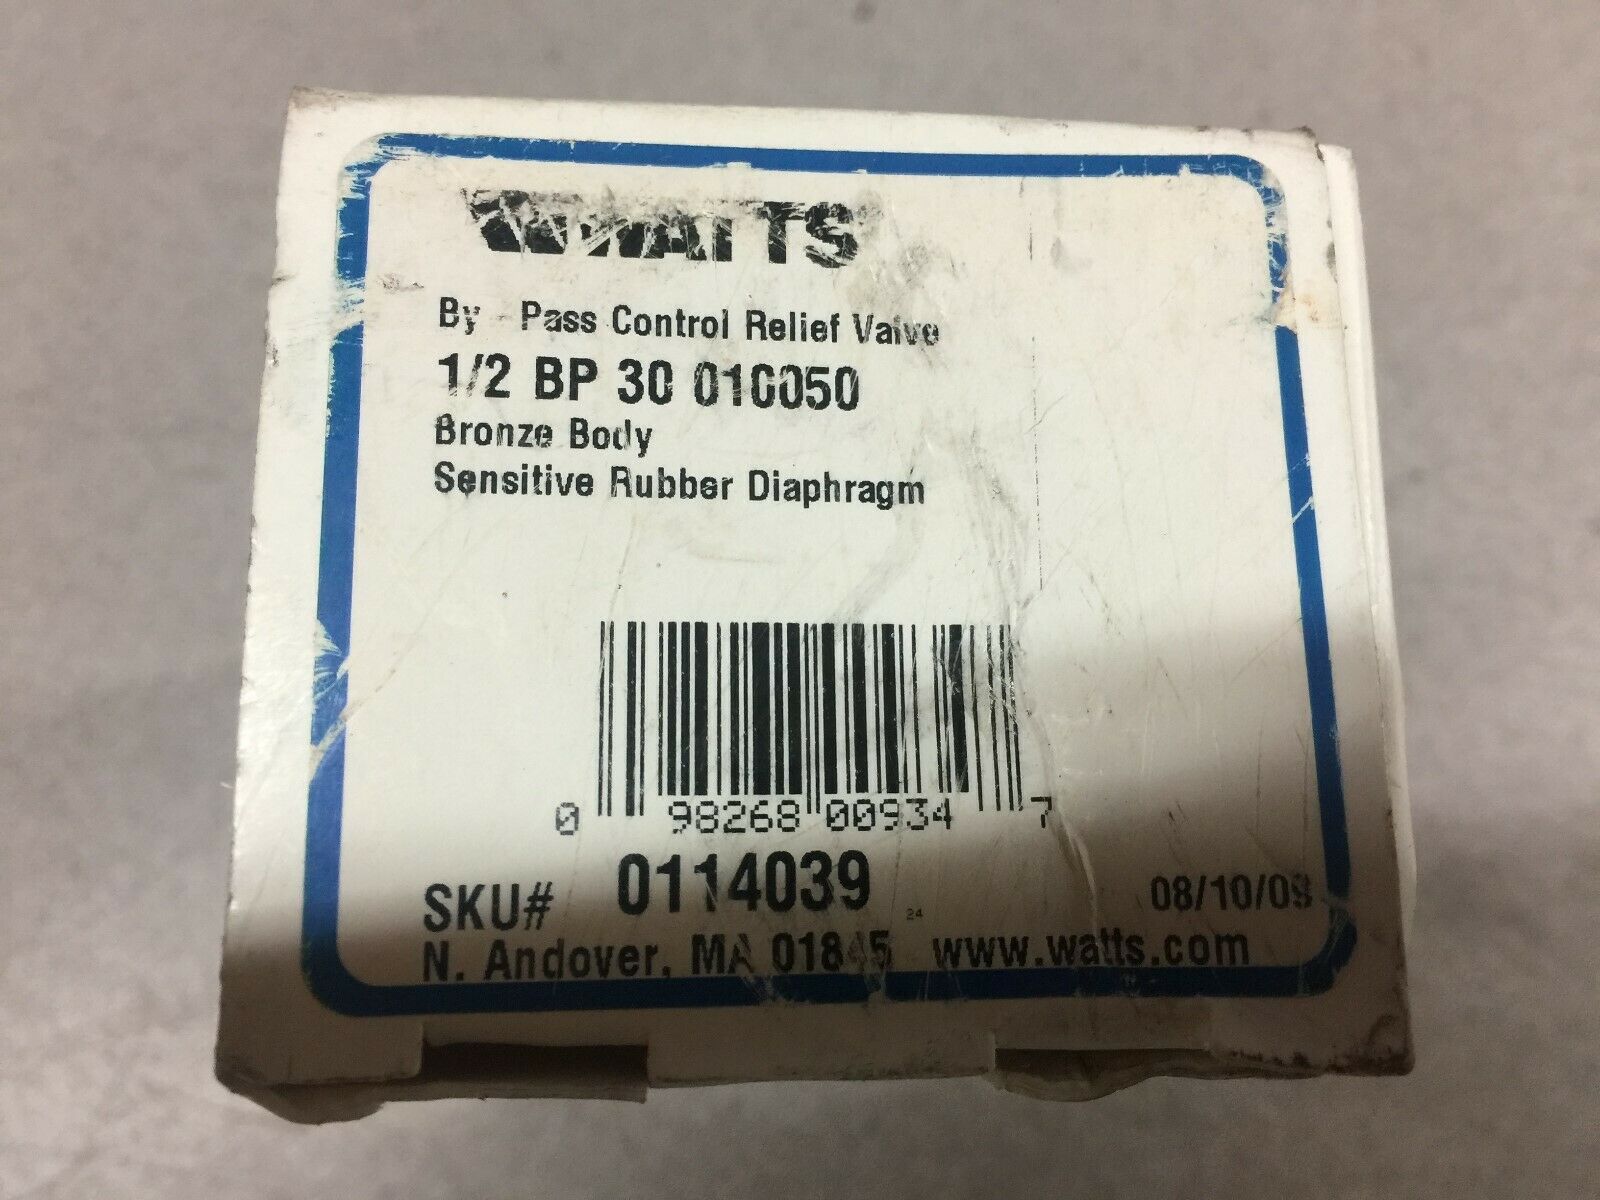 WATTS
By - Pass Control Relief Valve
1/2 BP 30 010050
Bronze Body
Sensitive Rubber Diaphragm
0 98268 00934 7
SKU# 0114039 24 08/10/09
N. Andover, MA 01845 www.watts.com